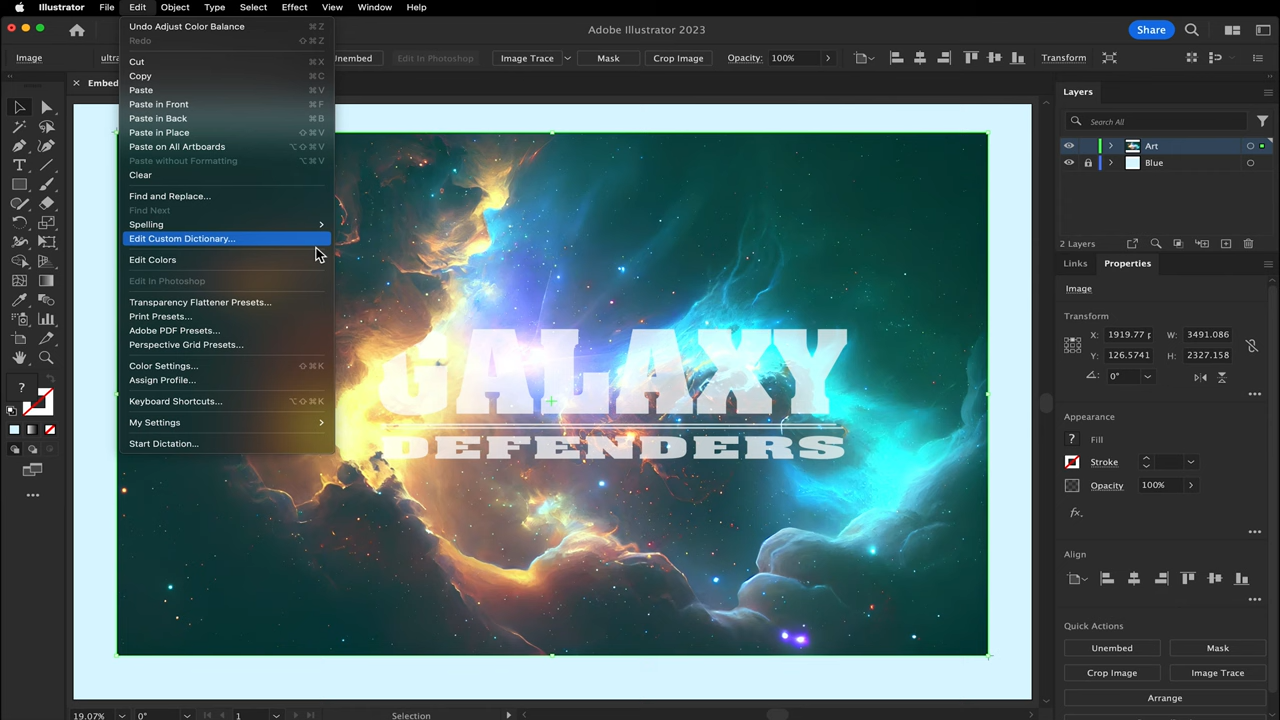 Illustrator File Edit Object Type Select Effect View Window Help
Adobe Illustrator 2023
Share
Image
Unembed Edit In Photoshop Image Trace Mask Crop Image Opacity: 100% Transform
Undo Adjust Color Balance ⌘Z
Redo ⇧⌘Z
Cut ⌘X
Copy ⌘C
Paste ⌘V
Paste in Front ⌘F
Paste in Back ⌘B
Paste in Place ⇧⌘V
Paste on All Artboards ⌥⇧⌘V
Paste without Formatting ⌥⌘V
Clear
Find and Replace...
Find Next
Spelling
Edit Custom Dictionary...
Edit Colors
Edit In Photoshop
Transparency Flattener Presets...
Print Presets...
Adobe PDF Presets...
Perspective Grid Presets...
Color Settings... ⇧⌘K
Assign Profile...
Keyboard Shortcuts... ⌥⇧⌘K
My Settings
Start Dictation...
GALAXY
DEFENDERS
Layers
Search All
Art
Blue
2 Layers
Links Properties
Image
Transform
X: 1919.77 W: 3491.086
Y: 126.5741 H: 2327.158
0°
Appearance
? Fill
Stroke
Opacity 100%
fx.
Align
Quick Actions
Unembed Mask
Crop Image Image Trace
Arrange
19.07% 0° 1 Selection